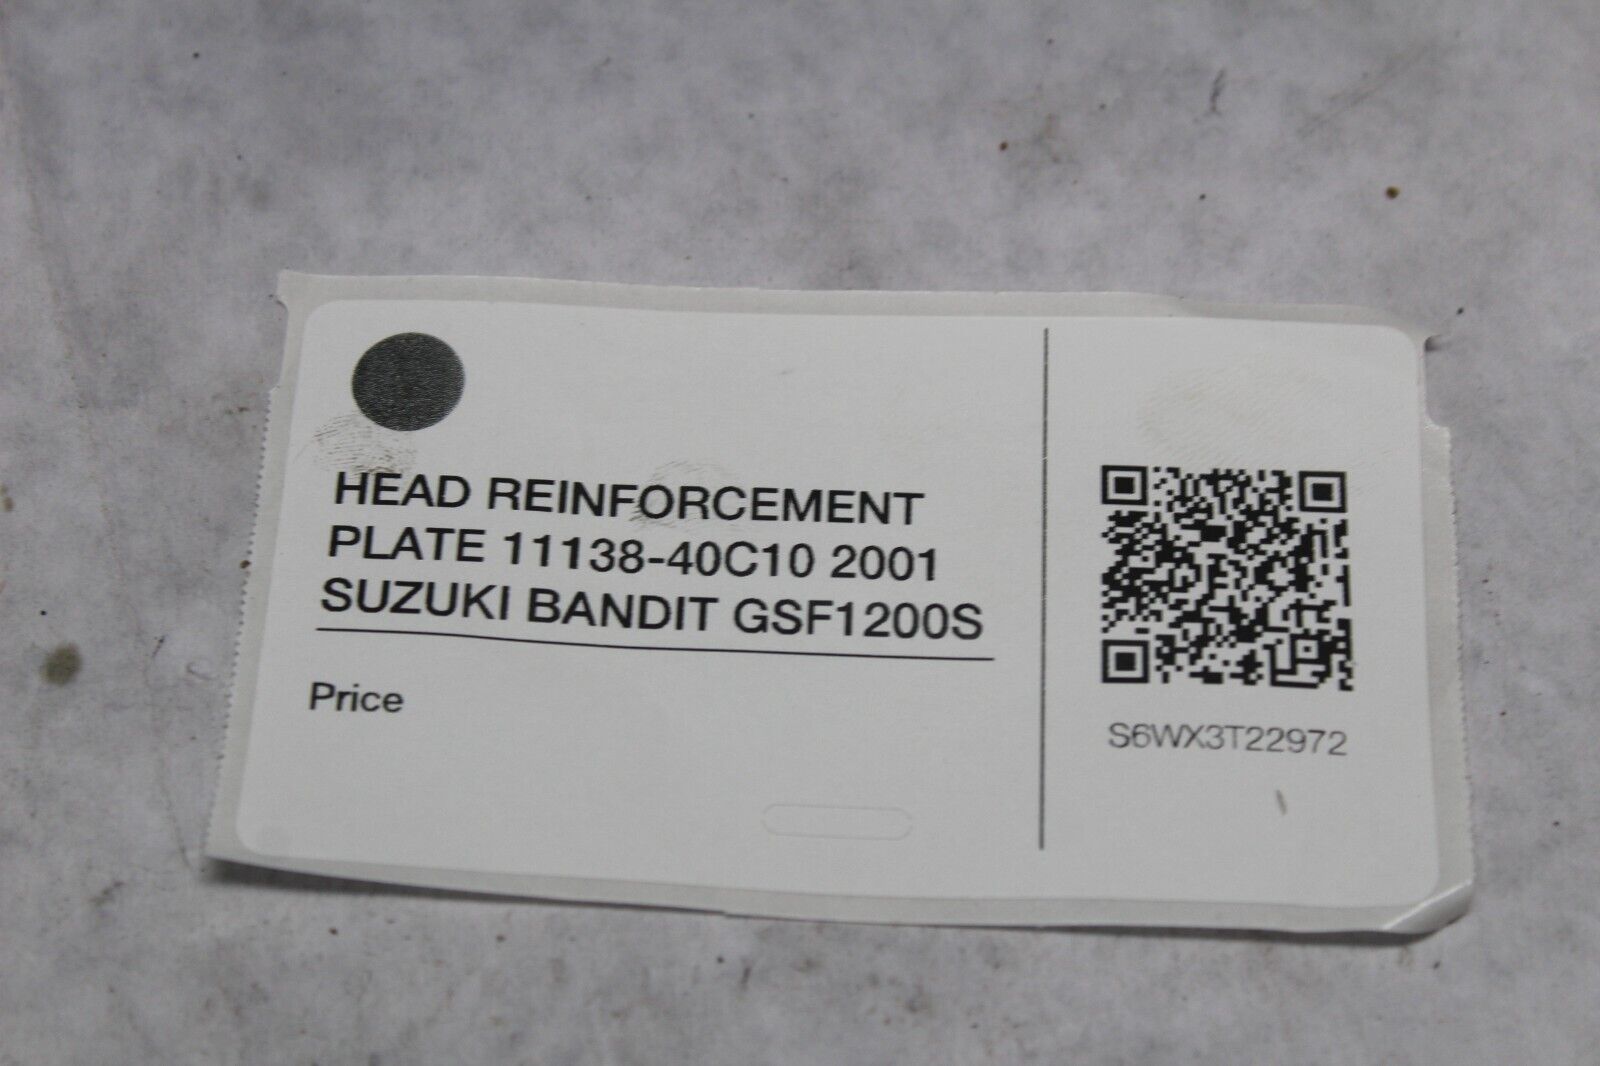 HEAD REINFORCEMENT
PLATE 11138-40C10 2001
SUZUKI BANDIT GSF1200S
Price
S6WX3T22972